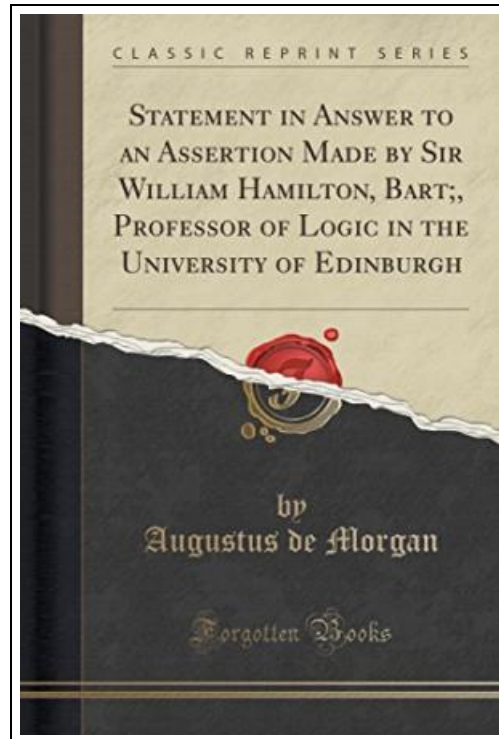 CLASSIC REPRINT SERIES
STATEMENT IN ANSWER TO
AN ASSERTION MADE BY SIR
WILLIAM HAMILTON, BART;,
PROFESSOR OF LOGIC IN THE
UNIVERSITY OF EDINBURGH
by
Augustus de Morgan
Forgotten Books